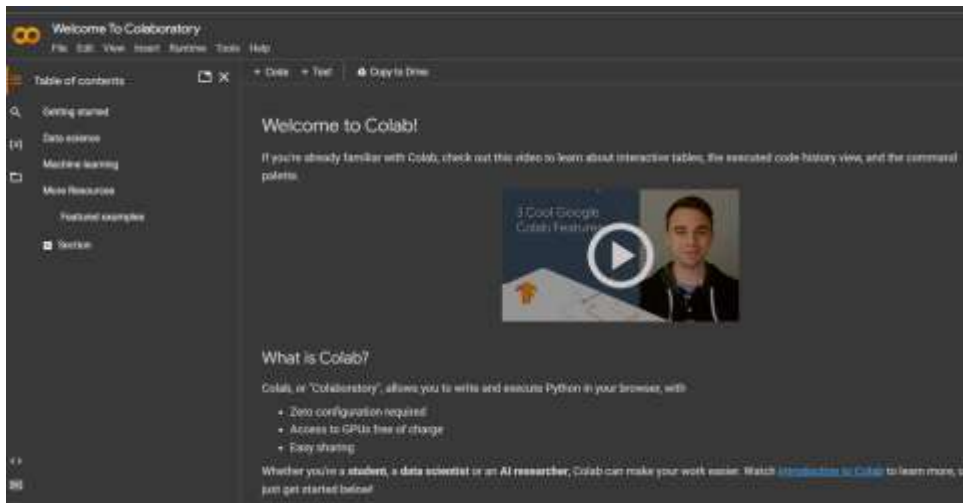 Welcome To Colaboratory
File Edit View Insert Runtime Tools Help
Table of contents
+ Code + Text Copy to Drive
Getting started
Data science
Machine learning
More Resources
Featured examples
+ Section
Welcome to Colab!
If you're already familiar with Colab, check out this video to learn about interactive tables, the executed code history view, and the command
palette.
3 Cool Google
Colab Features
What is Colab?
Colab, or "Colaboratory", allows you to write and execute Python in your browser, with
• Zero configuration required
• Access to GPUs free of charge
• Easy sharing
Whether you're a student, a data scientist or an AI researcher, Colab can make your work easier. Watch Introduction to Colab to learn more,
just get started below!